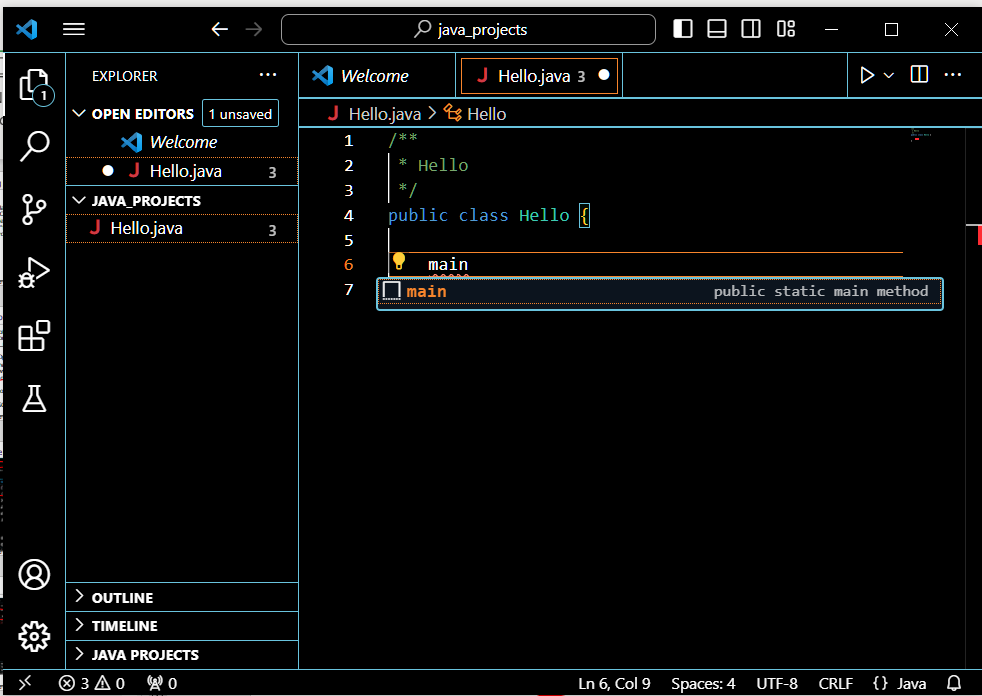 java_projects
1
EXPLORER
OPEN EDITORS 1 unsaved
Welcome
Hello.java 3
JAVA_PROJECTS
Hello.java 3
OUTLINE
TIMELINE
JAVA PROJECTS
Welcome
Hello.java 3
Hello.java > Hello
1 /**
2 * Hello
3 */
4 public class Hello {
5
6 main
7
main public static main method
3 0 0
Ln 6, Col 9 Spaces: 4 UTF-8 CRLF {} Java